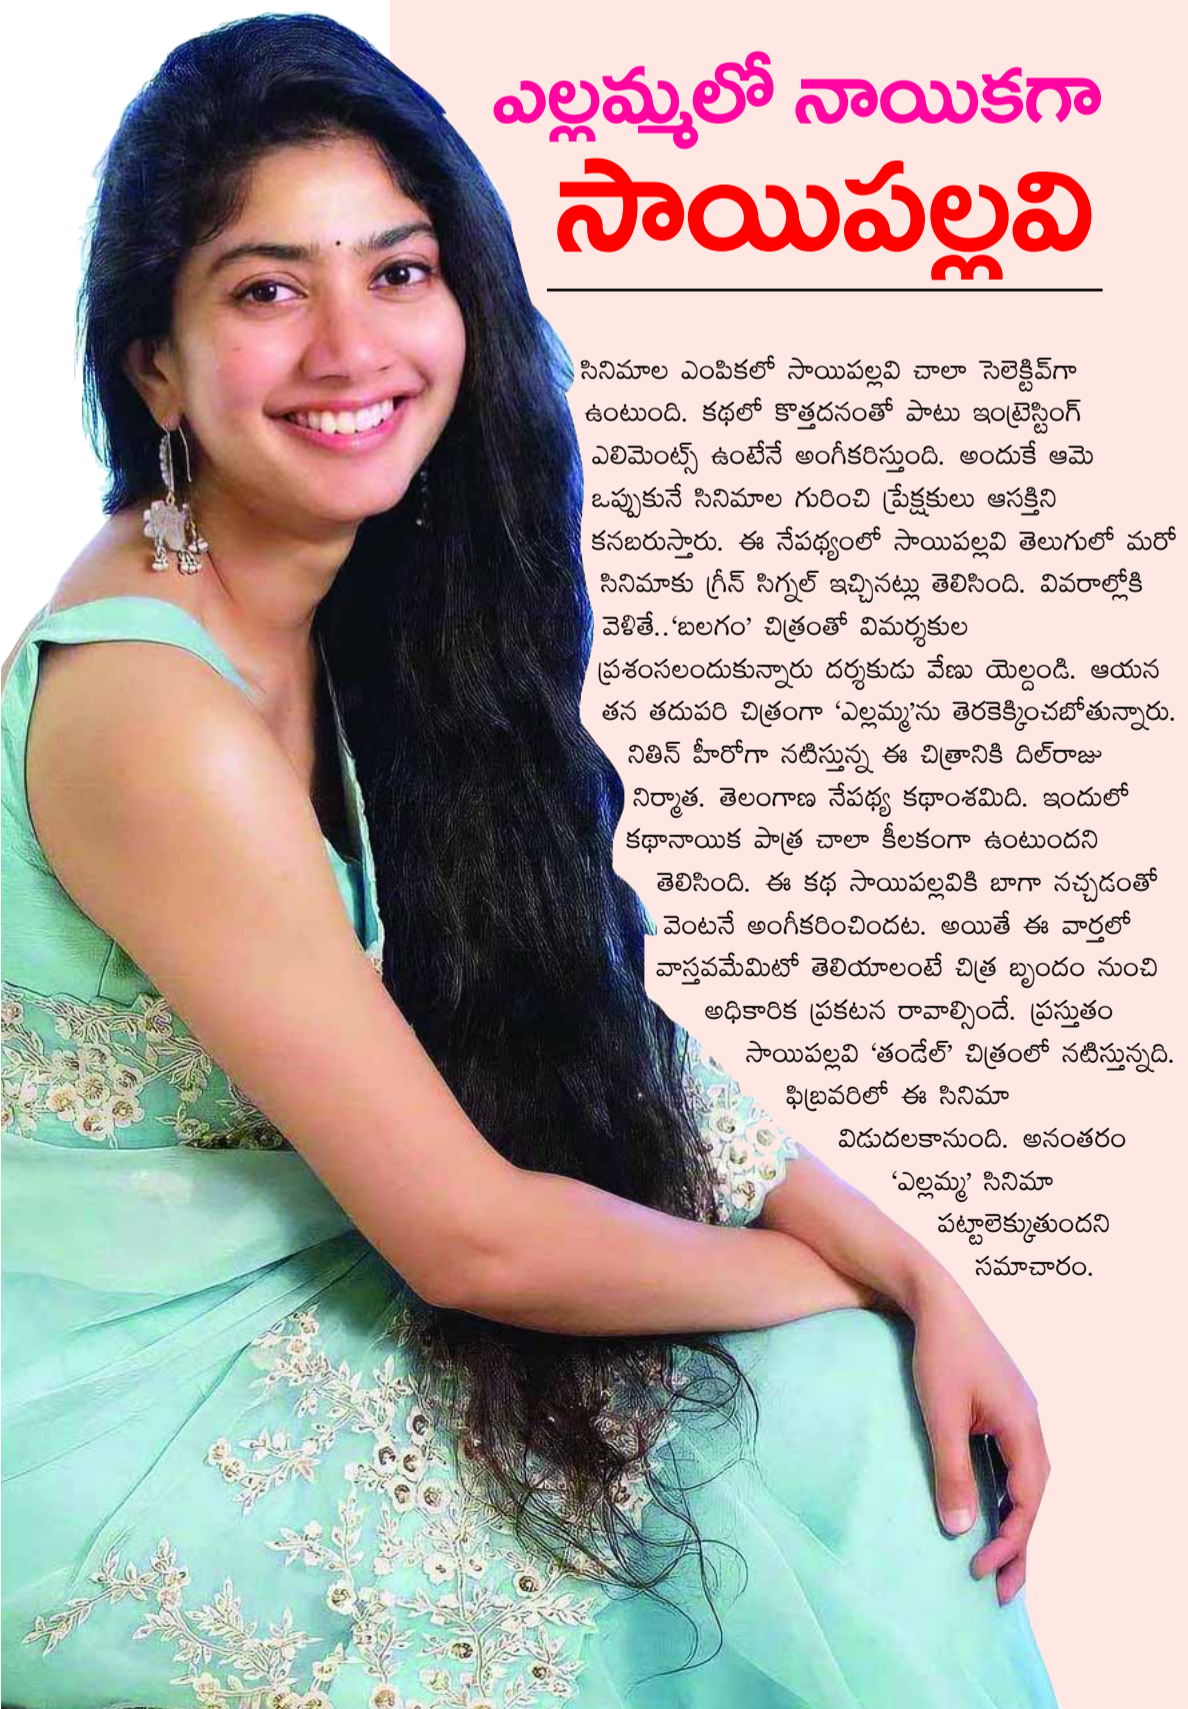 ఎల్లమ్మలో నాయికగా
సాయిపల్లవి
సినిమాల ఎంపికలో సాయిపల్లవి చాలా సెలెక్టివ్‌గా
ఉంటుంది. కథలో కొత్తదనంతో పాటు ఇంట్రెస్టింగ్
ఎలిమెంట్స్ ఉంటేనే అంగీకరిస్తుంది. అందుకే ఆమె
ఒప్పుకునే సినిమాల గురించి ప్రేక్షకులు ఆసక్తిని
కనబరుస్తారు. ఈ నేపథ్యంలో సాయిపల్లవి తెలుగులో మరో
సినిమాకు గ్రీన్ సిగ్నల్ ఇచ్చినట్లు తెలిసింది. వివరాల్లోకి
వెళితే..‘బలగం’ చిత్రంతో విమర్శకుల
ప్రశంసలందుకున్నారు దర్శకుడు వేణు యెల్దండి. ఆయన
తన తదుపరి చిత్రంగా ‘ఎల్లమ్మ’ను తెరకెక్కించబోతున్నారు.
నితిన్ హీరోగా నటిస్తున్న ఈ చిత్రానికి దిల్‌రాజు
నిర్మాత. తెలంగాణ నేపథ్య కథాంశమిది. ఇందులో
కథానాయిక పాత్ర చాలా కీలకంగా ఉంటుందని
తెలిసింది. ఈ కథ సాయిపల్లవికి బాగా నచ్చడంతో
వెంటనే అంగీకరించిందట. అయితే ఈ వార్తలో
వాస్తవమేమిటో తెలియాలంటే చిత్ర బృందం నుంచి
అధికారిక ప్రకటన రావాల్సిందే. ప్రస్తుతం
సాయిపల్లవి ‘తండేల్’ చిత్రంలో నటిస్తున్నది.
ఫిబ్రవరిలో ఈ సినిమా
విడుదలకానుంది. అనంతరం
‘ఎల్లమ్మ’ సినిమా
పట్టాలెక్కుతుందని
సమాచారం.